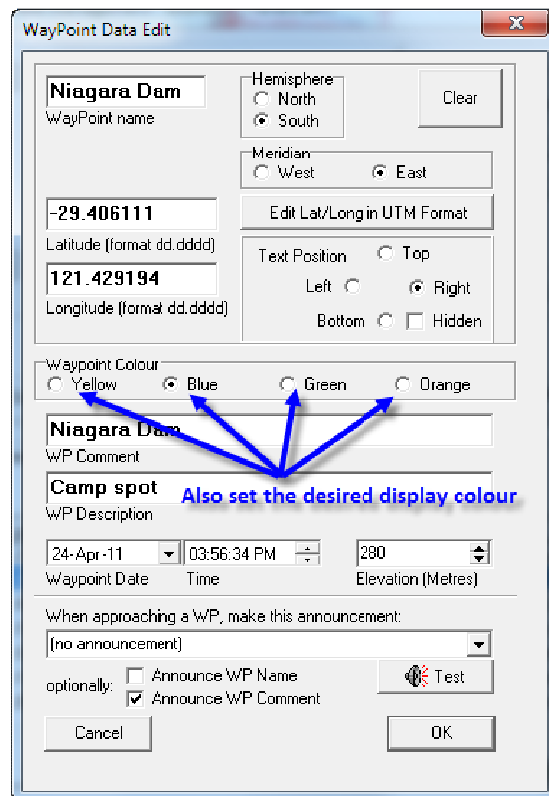 WayPoint Data Edit
Niagara Dam
WayPoint name
Hemisphere
North
South
Clear
Meridian
West East
-29.406111
Edit Lat/Long in UTM Format
Latitude (format dd.dddd)
121.429194
Longitude (format dd.dddd)
Text Position Top
Left Right
Bottom Hidden
Waypoint Colour
Yellow Blue Green Orange
Niagara Dam
WP Comment
Camp spot
Also set the desired display colour
WP Description
24-Apr-11 03:56:34 PM 280
Waypoint Date Time Elevation (Metres)
When approaching a WP, make this announcement:
(no announcement)
optionally:
Announce WP Name
Announce WP Comment
Test
Cancel OK